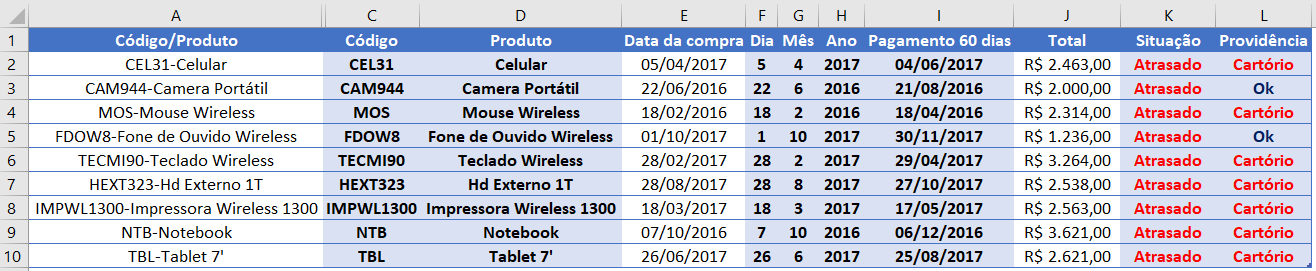 A C D E F G H I J K L
1 Código/Produto Código Produto Data da compra Dia Mês Ano Pagamento 60 dias Total Situação Providência
2 CEL31-Celular CEL31 Celular 05/04/2017 5 4 2017 04/06/2017 R$ 2.463,00 Atrasado Cartório
3 CAM944-Camera Portátil CAM944 Camera Portátil 22/06/2016 22 6 2016 21/08/2016 R$ 2.000,00 Atrasado Ok
4 MOS-Mouse Wireless MOS Mouse Wireless 18/02/2016 18 2 2016 18/04/2016 R$ 2.314,00 Atrasado Cartório
5 FDOW8-Fone de Ouvido Wireless FDOW8 Fone de Ouvido Wireless 01/10/2017 1 10 2017 30/11/2017 R$ 1.236,00 Atrasado Ok
6 TECMI90-Teclado Wireless TECMI90 Teclado Wireless 28/02/2017 28 2 2017 29/04/2017 R$ 3.264,00 Atrasado Cartório
7 HEXT323-Hd Externo 1T HEXT323 Hd Externo 1T 28/08/2017 28 8 2017 27/10/2017 R$ 2.538,00 Atrasado Cartório
8 IMPWL1300-Impressora Wireless 1300 IMPWL1300 Impressora Wireless 1300 18/03/2017 18 3 2017 17/05/2017 R$ 2.563,00 Atrasado Cartório
9 NTB-Notebook NTB Notebook 07/10/2016 7 10 2016 06/12/2016 R$ 3.621,00 Atrasado Cartório
10 TBL-Tablet 7' TBL Tablet 7' 26/06/2017 26 6 2017 25/08/2017 R$ 2.621,00 Atrasado Cartório